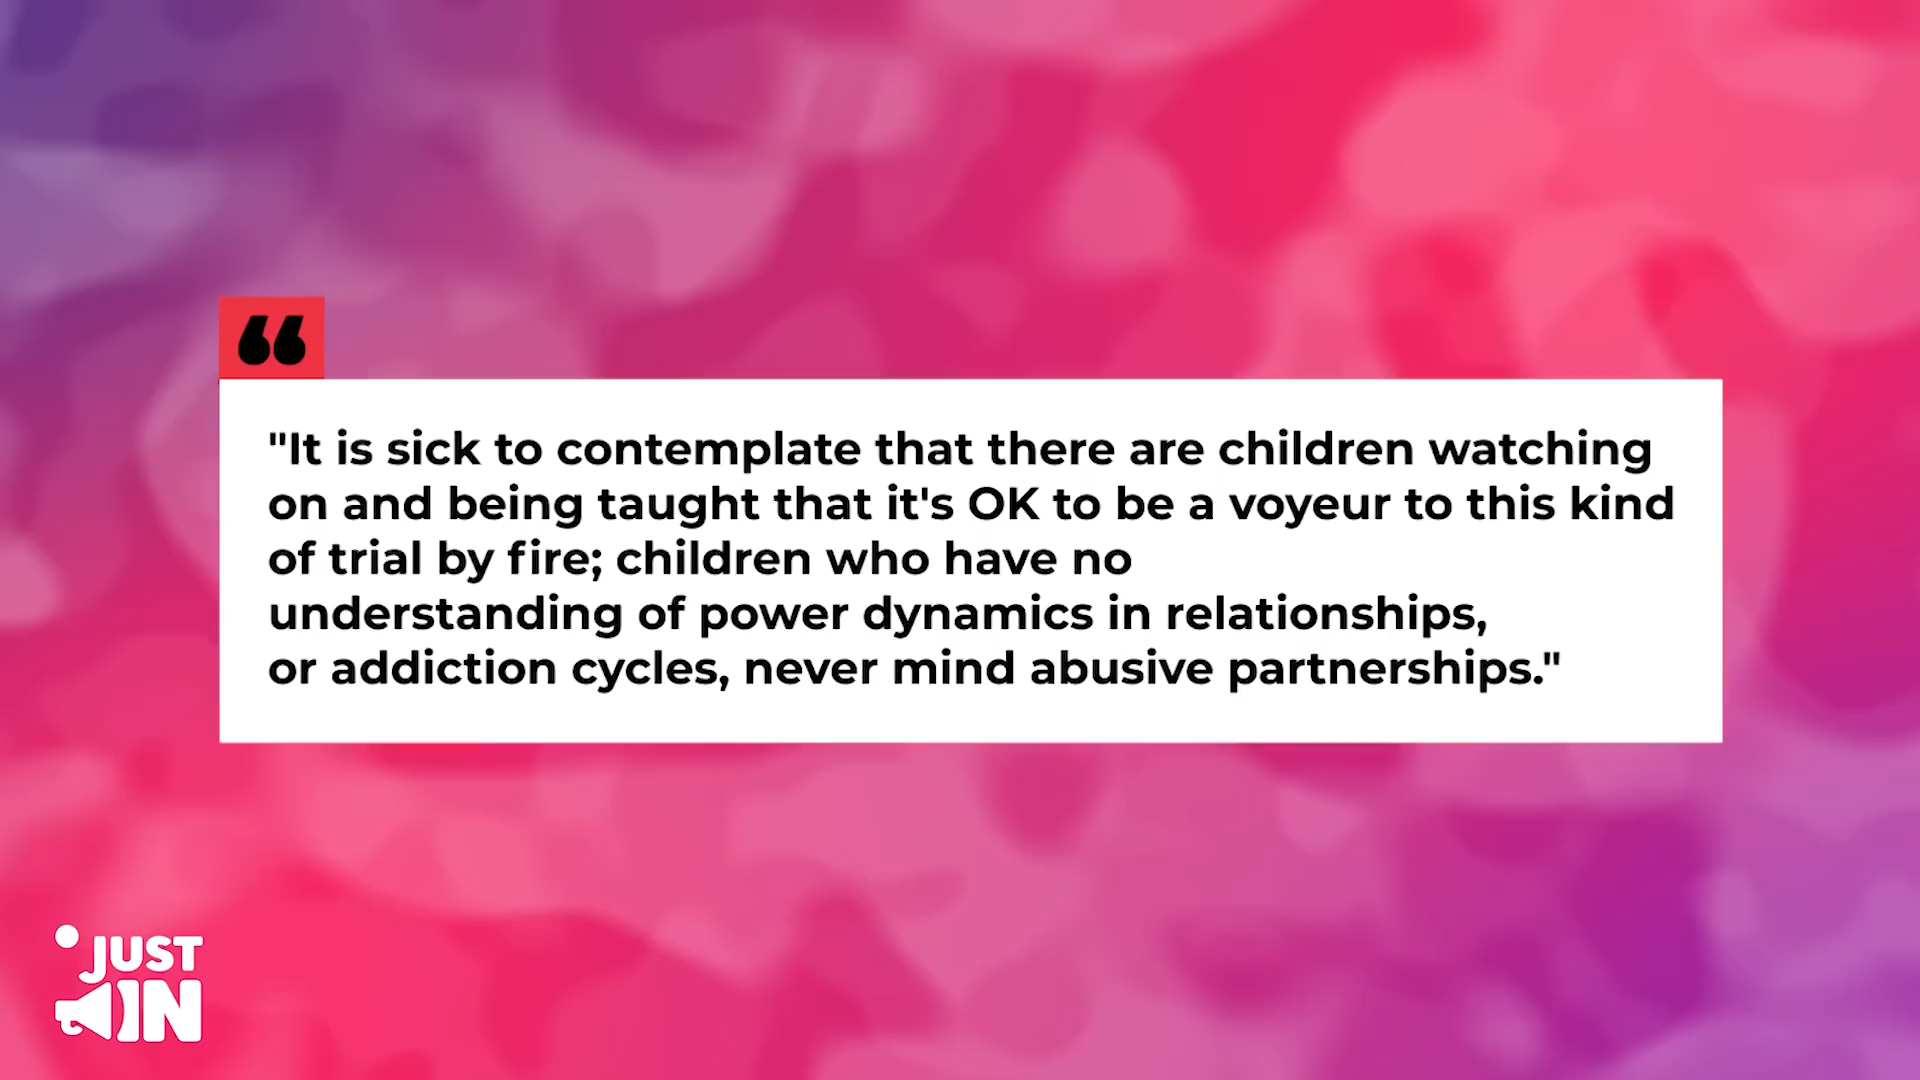 "It is sick to contemplate that there are children watching
on and being taught that it's OK to be a voyeur to this kind
of trial by fire; children who have no
understanding of power dynamics in relationships,
or addiction cycles, never mind abusive partnerships."
JUST
IN